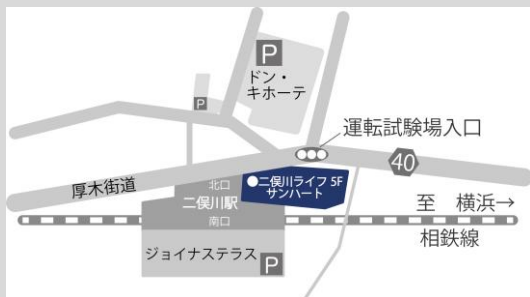 P
ドン・
キホーテ
P
運転試験場入口
40
厚木街道
北口
二俣川ライフ 5F
サンハート
二俣川駅
南口
至 横浜→
相鉄線
ジョイナステラス
P